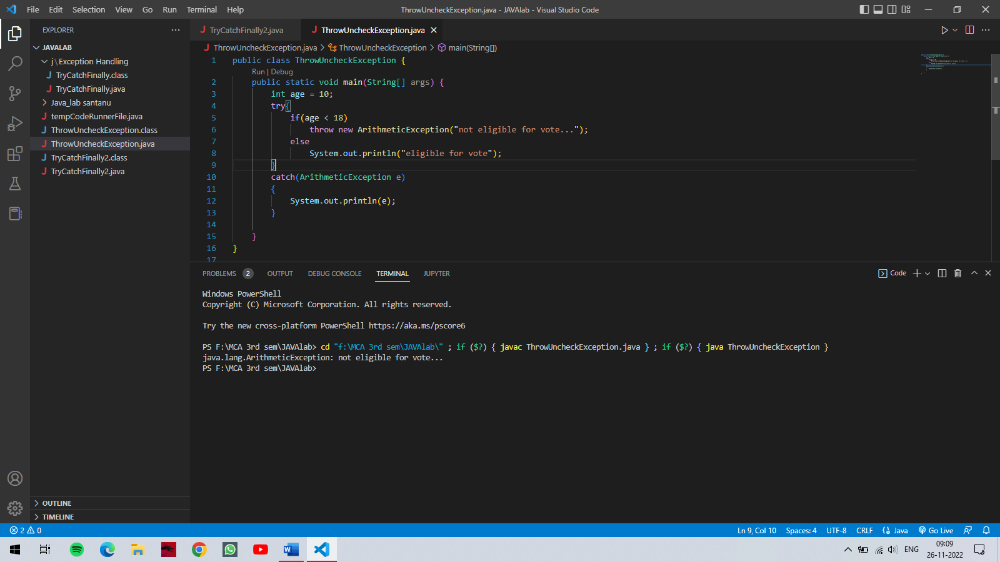 File Edit Selection View Go Run Terminal Help
ThrowUncheckException.java - JAVAlab - Visual Studio Code
EXPLORER
JAVALAB
j\Exception Handling
TryCatchFinally.class
TryCatchFinally.java
Java_lab santanu
tempCodeRunnerFile.java
ThrowUncheckException.class
ThrowUncheckException.java
TryCatchFinally2.class
TryCatchFinally2.java
OUTLINE
TIMELINE
TryCatchFinally2.java ThrowUncheckException.java
ThrowUncheckException.java > ThrowUncheckException > main(String[])
1 public class ThrowUncheckException {
Run | Debug
2 public static void main(String[] args) {
3 int age = 10;
4 try{
5 if(age < 18)
6 throw new ArithmeticException("not eligible for vote...");
7 else
8 System.out.println("eligible for vote");
9 }
10 catch(ArithmeticException e)
11 {
12 System.out.println(e);
13 }
14
15 }
16 }
17
PROBLEMS 2 OUTPUT DEBUG CONSOLE TERMINAL JUPYTER
Code
Windows PowerShell
Copyright (C) Microsoft Corporation. All rights reserved.
Try the new cross-platform PowerShell https://aka.ms/pscore6
PS F:\MCA 3rd sem\JAVAlab> cd "f:\MCA 3rd sem\JAVAlab\" ; if ($?) { javac ThrowUncheckException.java } ; if ($?) { java ThrowUncheckException }
java.lang.ArithmeticException: not eligible for vote...
PS F:\MCA 3rd sem\JAVAlab>
2 0
Ln 9, Col 10 Spaces: 4 UTF-8 CRLF Java Go Live
ENG
09:09
26-11-2022